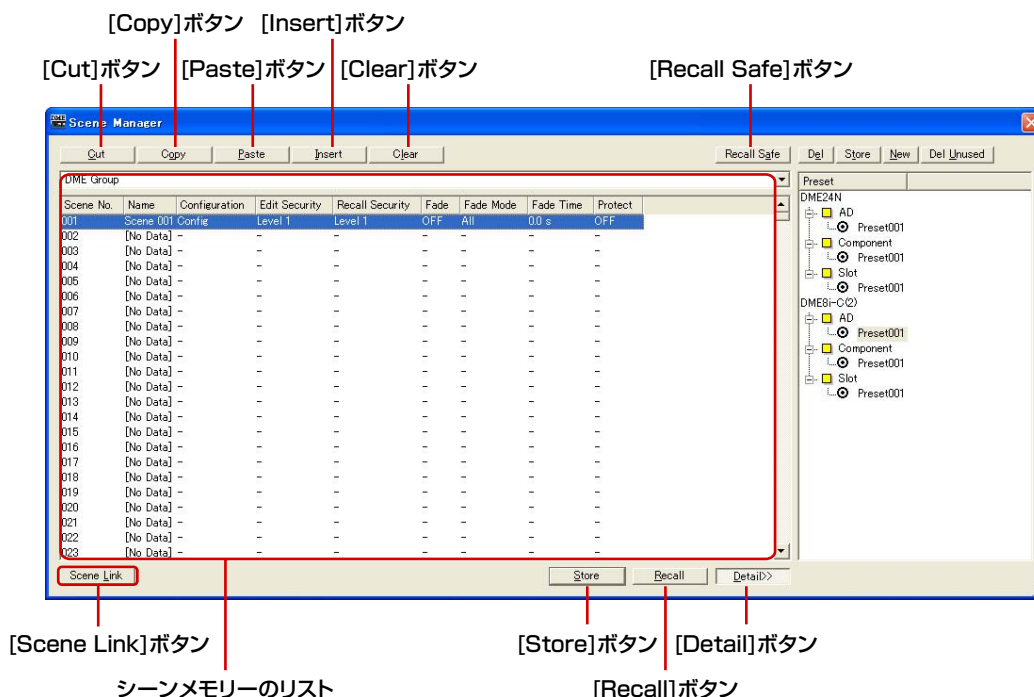 [Copy]ボタン [Insert]ボタン
[Cut]ボタン [Paste]ボタン [Clear]ボタン [Recall Safe]ボタン
Scene Manager
Cut Copy Paste Insert Clear Recall Safe Del Store New Del Unused
DME Group
Scene No. Name Configuration Edit Security Recall Security Fade Fade Mode Fade Time Protect
001 Scene 001 Config Level 1 Level 1 OFF All 0.0 s OFF
002 [No Data] – – – – – – –
003 [No Data] – – – – – – –
004 [No Data] – – – – – – –
005 [No Data] – – – – – – –
006 [No Data] – – – – – – –
007 [No Data] – – – – – – –
008 [No Data] – – – – – – –
009 [No Data] – – – – – – –
010 [No Data] – – – – – – –
011 [No Data] – – – – – – –
012 [No Data] – – – – – – –
013 [No Data] – – – – – – –
014 [No Data] – – – – – – –
015 [No Data] – – – – – – –
016 [No Data] – – – – – – –
017 [No Data] – – – – – – –
018 [No Data] – – – – – – –
019 [No Data] – – – – – – –
020 [No Data] – – – – – – –
021 [No Data] – – – – – – –
022 [No Data] – – – – – – –
023 [No Data] – – – – – – –
Preset
DME24N
AD
Preset001
Component
Preset001
Slot
Preset001
DME8i-C(2)
AD
Preset001
Component
Preset001
Slot
Preset001
Scene Link Store Recall Detail>>
[Scene Link]ボタン [Store]ボタン [Detail]ボタン
シーンメモリーのリスト [Recall]ボタン